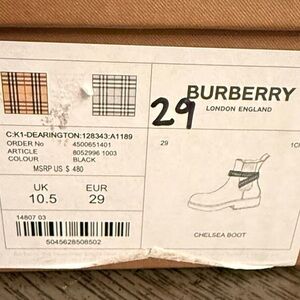 BURBERRY
LONDON ENGLAND
29
C:K1-DEARINGTON:128343:A1189
ORDER No 4500651401
ARTICLE 8052996 1003
COLOUR BLACK
MSRP US $ 480
29
UK EUR
10.5 29
14807 03
5045628508502
CHELSEA BOOT